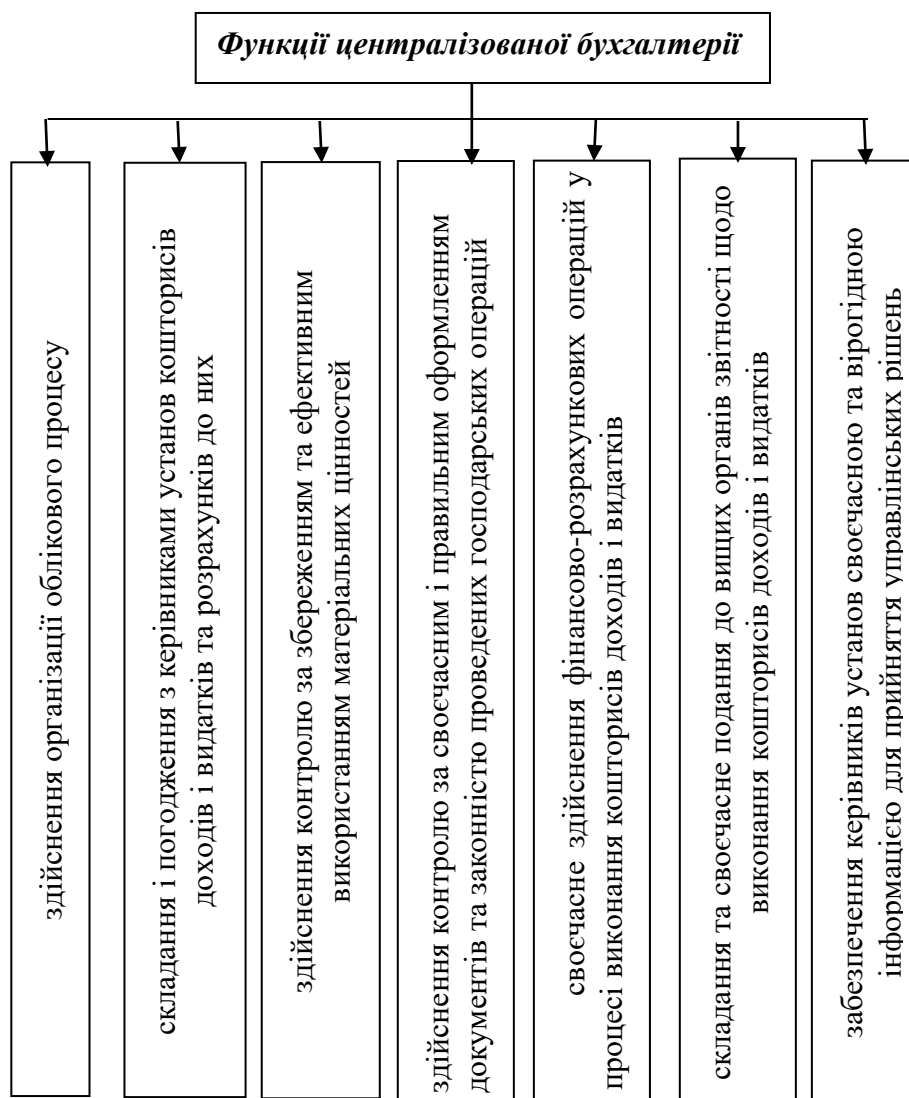 Функції централізованої бухгалтерії
здійснення організації облікового процесу
складання і погодження з керівниками установ кошторисів
доходів і видатків та розрахунків до них
здійснення контролю за збереженням та ефективним
використанням матеріальних цінностей
здійснення контролю за своєчасним і правильним оформленням
документів та законністю проведених господарських операцій
своєчасне здійснення фінансово-розрахункових операцій у
процесі виконання кошторисів доходів і видатків
складання та своєчасне подання до вищих органів звітності щодо
виконання кошторисів доходів і видатків
забезпечення керівників установ своєчасною та вірогідною
інформацією для прийняття управлінських рішень